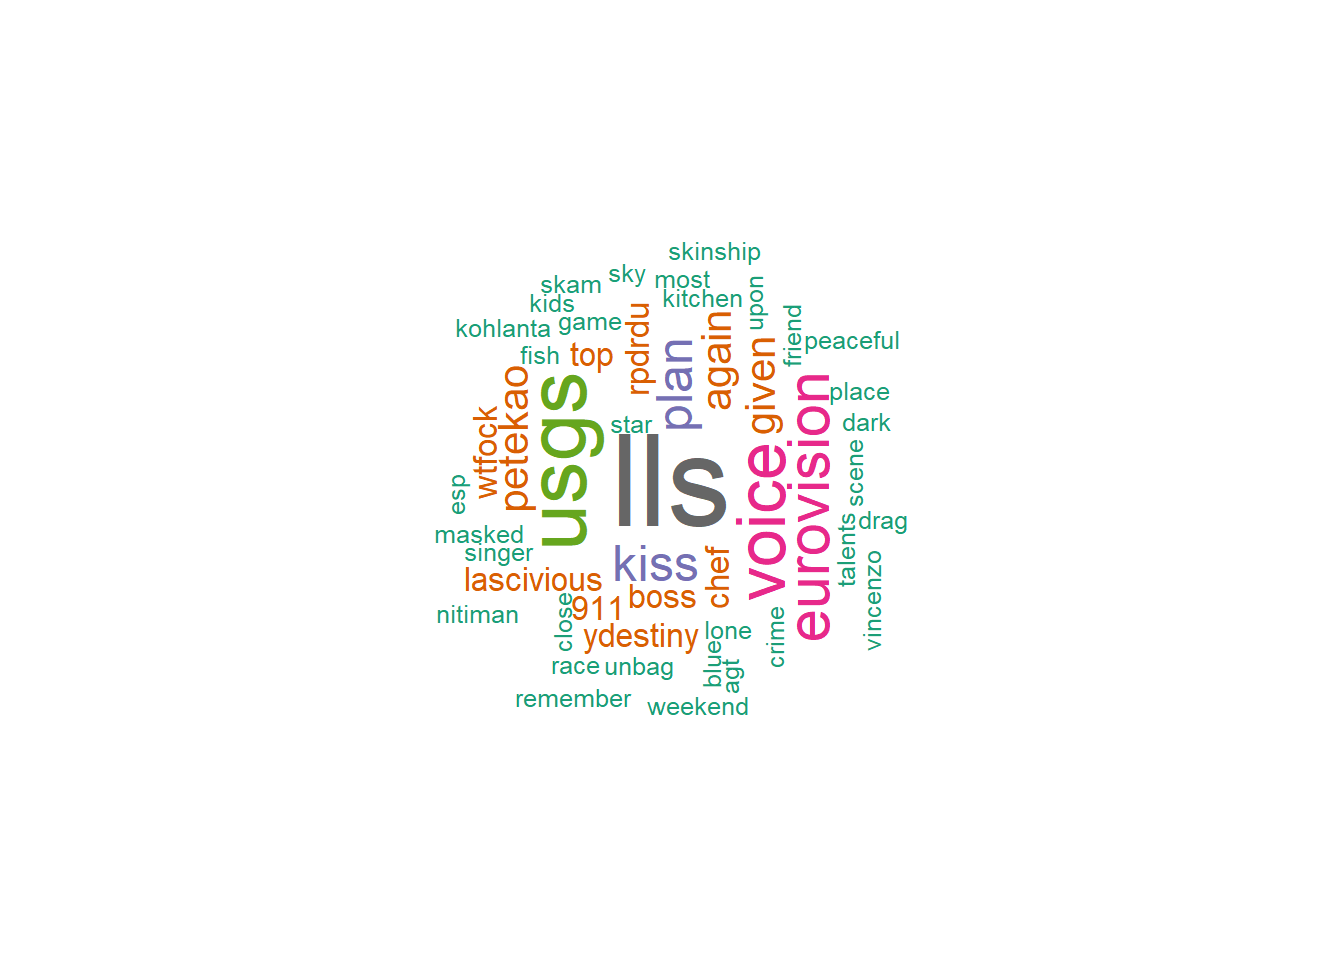 skinship
sky
most
skam
kitchen
upon
kids
kohlanta
game
rpdrdu
again
friend
peaceful
fish
top
plan
given
petekao
usgs
star
place
eurovision
dark
wtfock
lls
voice
scene
esp
drag
masked
singer
kiss
chef
talents
lascivious
911
boss
vincenzo
nitiman
close
ydestiny
lone
crime
race
unbag
blue
agt
remember
weekend